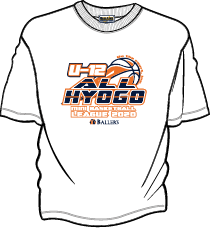 U-12
ALL
HYOGO
MINI BASKETBALL
LEAGUE 2020
BALLERS